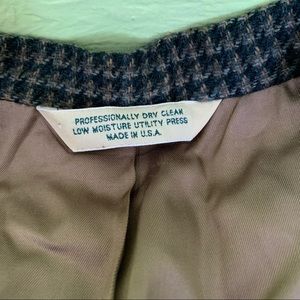 PROFESSIONALLY DRY CLEAN
LOW MOISTURE UTILITY PRESS
MADE IN U.S.A.